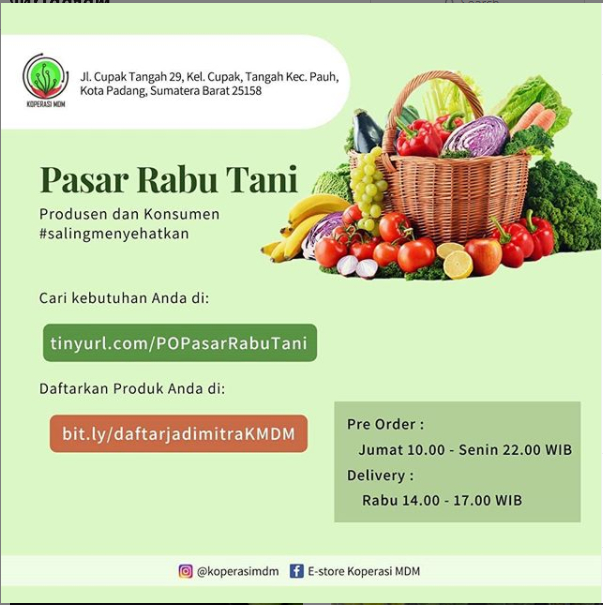 KOPERASI MDM
Jl. Cupak Tangah 29, Kel. Cupak, Tangah Kec. Pauh,
Kota Padang, Sumatera Barat 25158
Pasar Rabu Tani
Produsen dan Konsumen
#salingmenyehatkan
Cari kebutuhan Anda di:
tinyurl.com/POPasarRabuTani
Daftarkan Produk Anda di:
bit.ly/daftarjadimitraKMDM
Pre Order :
Jumat 10.00 - Senin 22.00 WIB
Delivery :
Rabu 14.00 - 17.00 WIB
@koperasimdm
E-store Koperasi MDM